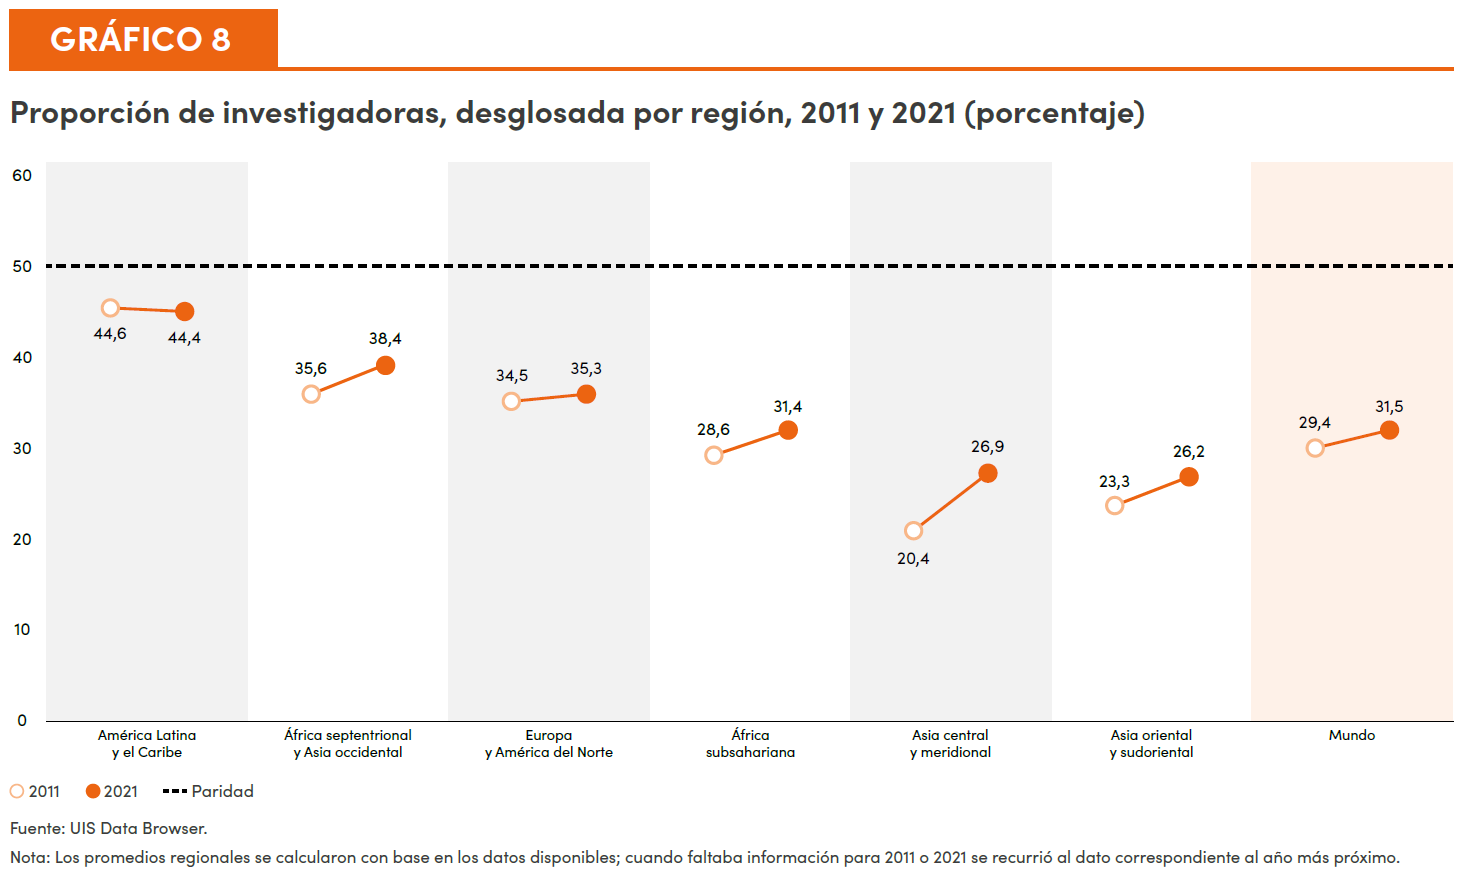 GRÁFICO 8
Proporción de investigadoras, desglosada por región, 2011 y 2021 (porcentaje)
60
50
40
30
20
10
0
44,6
44,4
35,6
38,4
34,5
35,3
28,6
31,4
20,4
26,9
23,3
26,2
29,4
31,5
América Latina
y el Caribe
África septentrional
y Asia occidental
Europa
y América del Norte
África
subsahariana
Asia central
y meridional
Asia oriental
y sudoriental
Mundo
2011
2021
Paridad
Fuente: UIS Data Browser.
Nota: Los promedios regionales se calcularon con base en los datos disponibles; cuando faltaba información para 2011 o 2021 se recurrió al dato correspondiente al año más próximo.